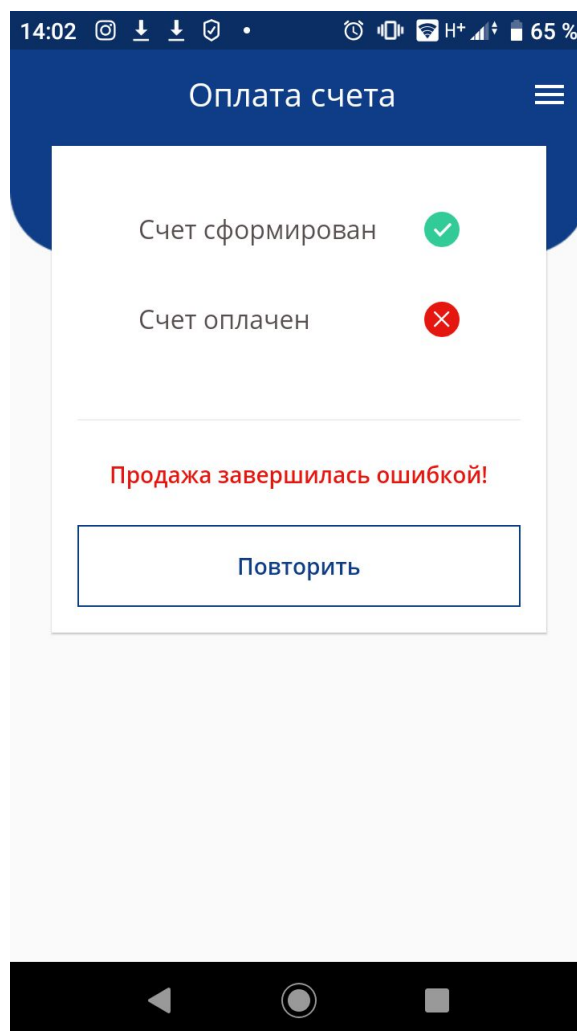 14:02 H+ 65 %
Оплата счета
Счет сформирован
Счет оплачен
Продажа завершилась ошибкой!
Повторить